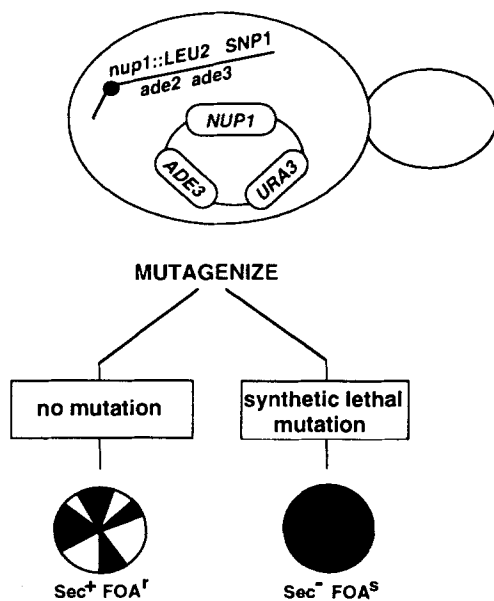 nup1::LEU2 SNP1
ade2 ade3
NUP1
ADE3
URA3
MUTAGENIZE
no mutation
synthetic lethal
mutation
Sec+ FOAr
Sec- FOAs